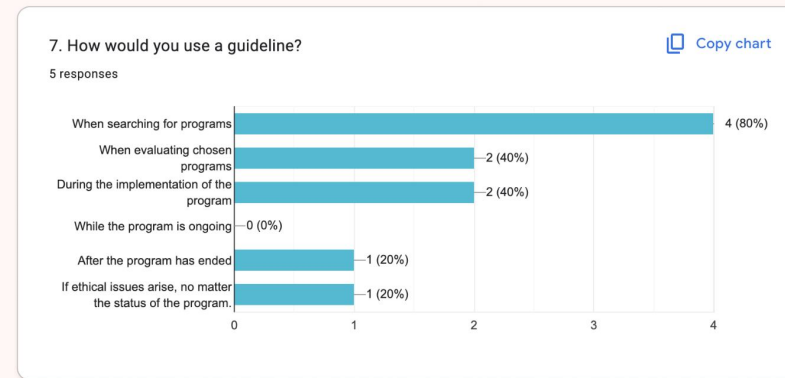 7. How would you use a guideline?
Copy chart
5 responses
When searching for programs
4 (80%)
When evaluating chosen
programs
2 (40%)
During the implementation of the
program
2 (40%)
While the program is ongoing
0 (0%)
After the program has ended
1 (20%)
If ethical issues arise, no matter
the status of the program.
1 (20%)
0
1
2
3
4